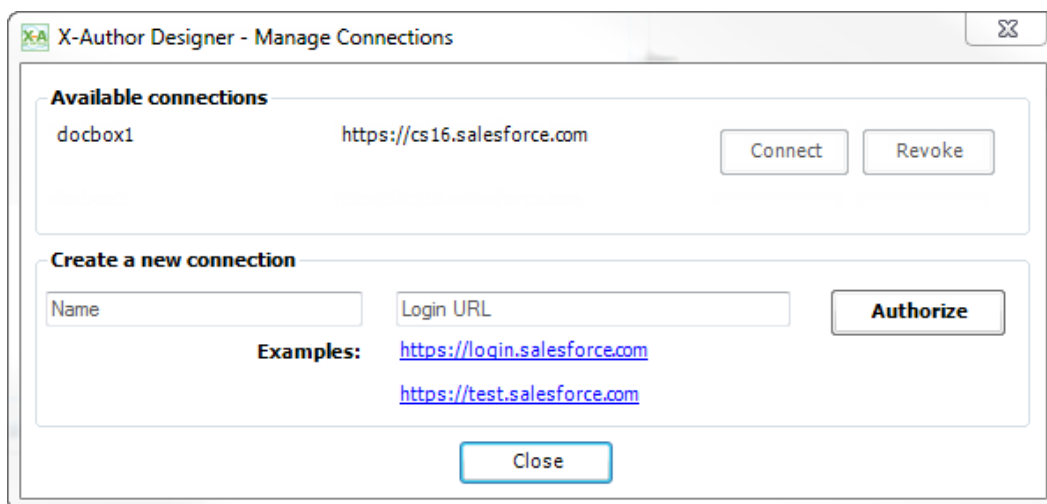 X-A X-Author Designer - Manage Connections
Available connections
docbox1 https://cs16.salesforce.com Connect Revoke
Create a new connection
Name Login URL Authorize
Examples: https://login.salesforce.com
https://test.salesforce.com
Close